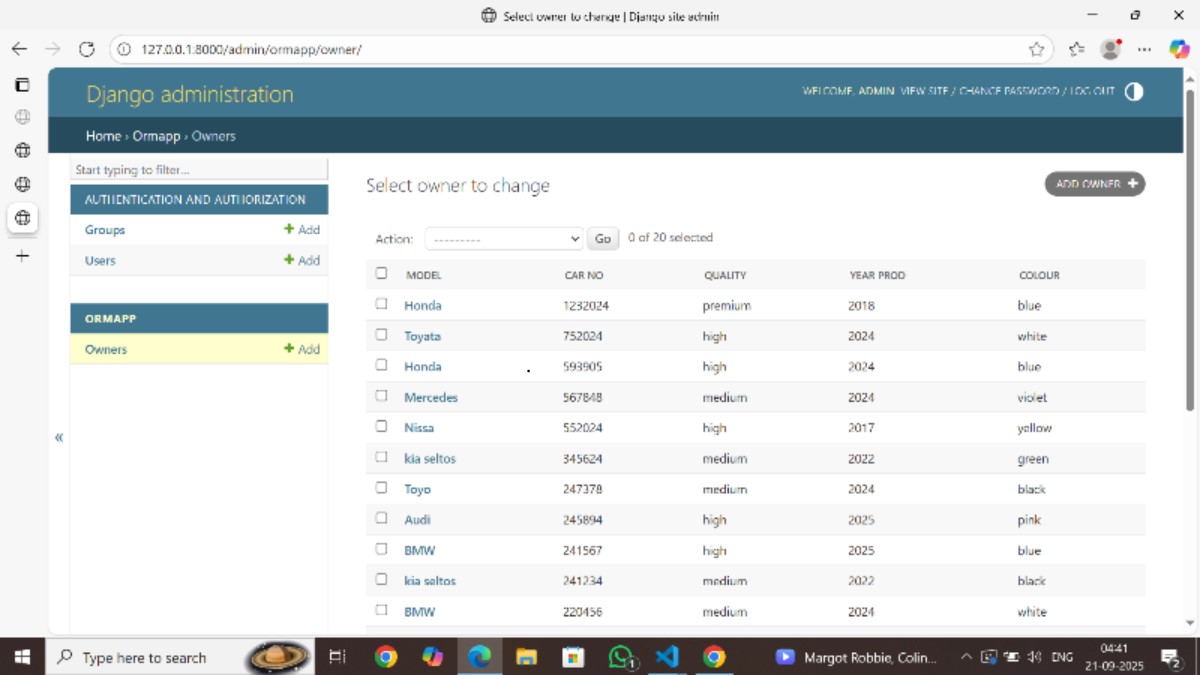 Select owner to change | Django site admin
127.0.0.1:8000/admin/ormapp/owner/
Django administration
WELCOME, ADMIN. VIEW SITE / CHANGE PASSWORD / LOG OUT
Home › Ormapp › Owners
Start typing to filter...
AUTHENTICATION AND AUTHORIZATION
Groups + Add
Users + Add
ORMAPP
Owners + Add
«
Select owner to change
ADD OWNER +
Action: --------- Go 0 of 20 selected
MODEL CAR NO QUALITY YEAR PROD COLOUR
Honda 1232024 premium 2018 blue
Toyata 752024 high 2024 white
Honda 593905 high 2024 blue
Mercedes 567848 medium 2024 violet
Nissa 552024 high 2017 yellow
kia seltos 345624 medium 2022 green
Toyo 247378 medium 2024 black
Audi 245894 high 2025 pink
BMW 241567 high 2025 blue
kia seltos 241234 medium 2022 black
BMW 220456 medium 2024 white
Type here to search
1
Margot Robbie, Colin...
ENG
04:41
21-09-2025
2